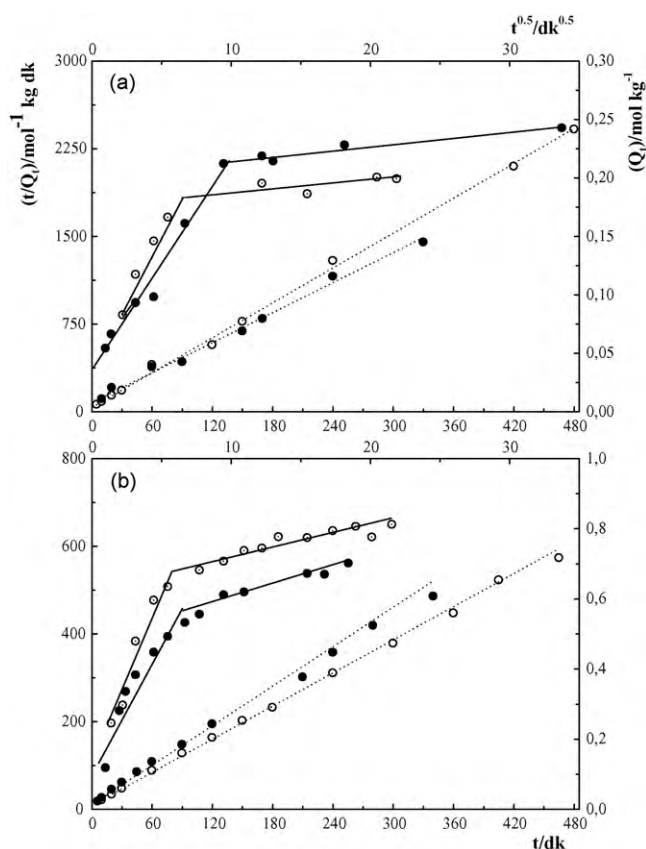 t^0.5/dk^0.5
0 10 20 30
3000 2250 1500 750 0
0,30 0,25 0,20 0,15 0,10 0,05 0,00
(a)
(t/Q_t)/mol^-1 kg dk
(Q_t)/mol kg^-1
0 60 120 180 240 300 360 420 480
0 10 20 30
800 600 400 200 0
1,0 0,8 0,6 0,4 0,2 0,0
(b)
0 60 120 180 240 300 360 420 480
t/dk